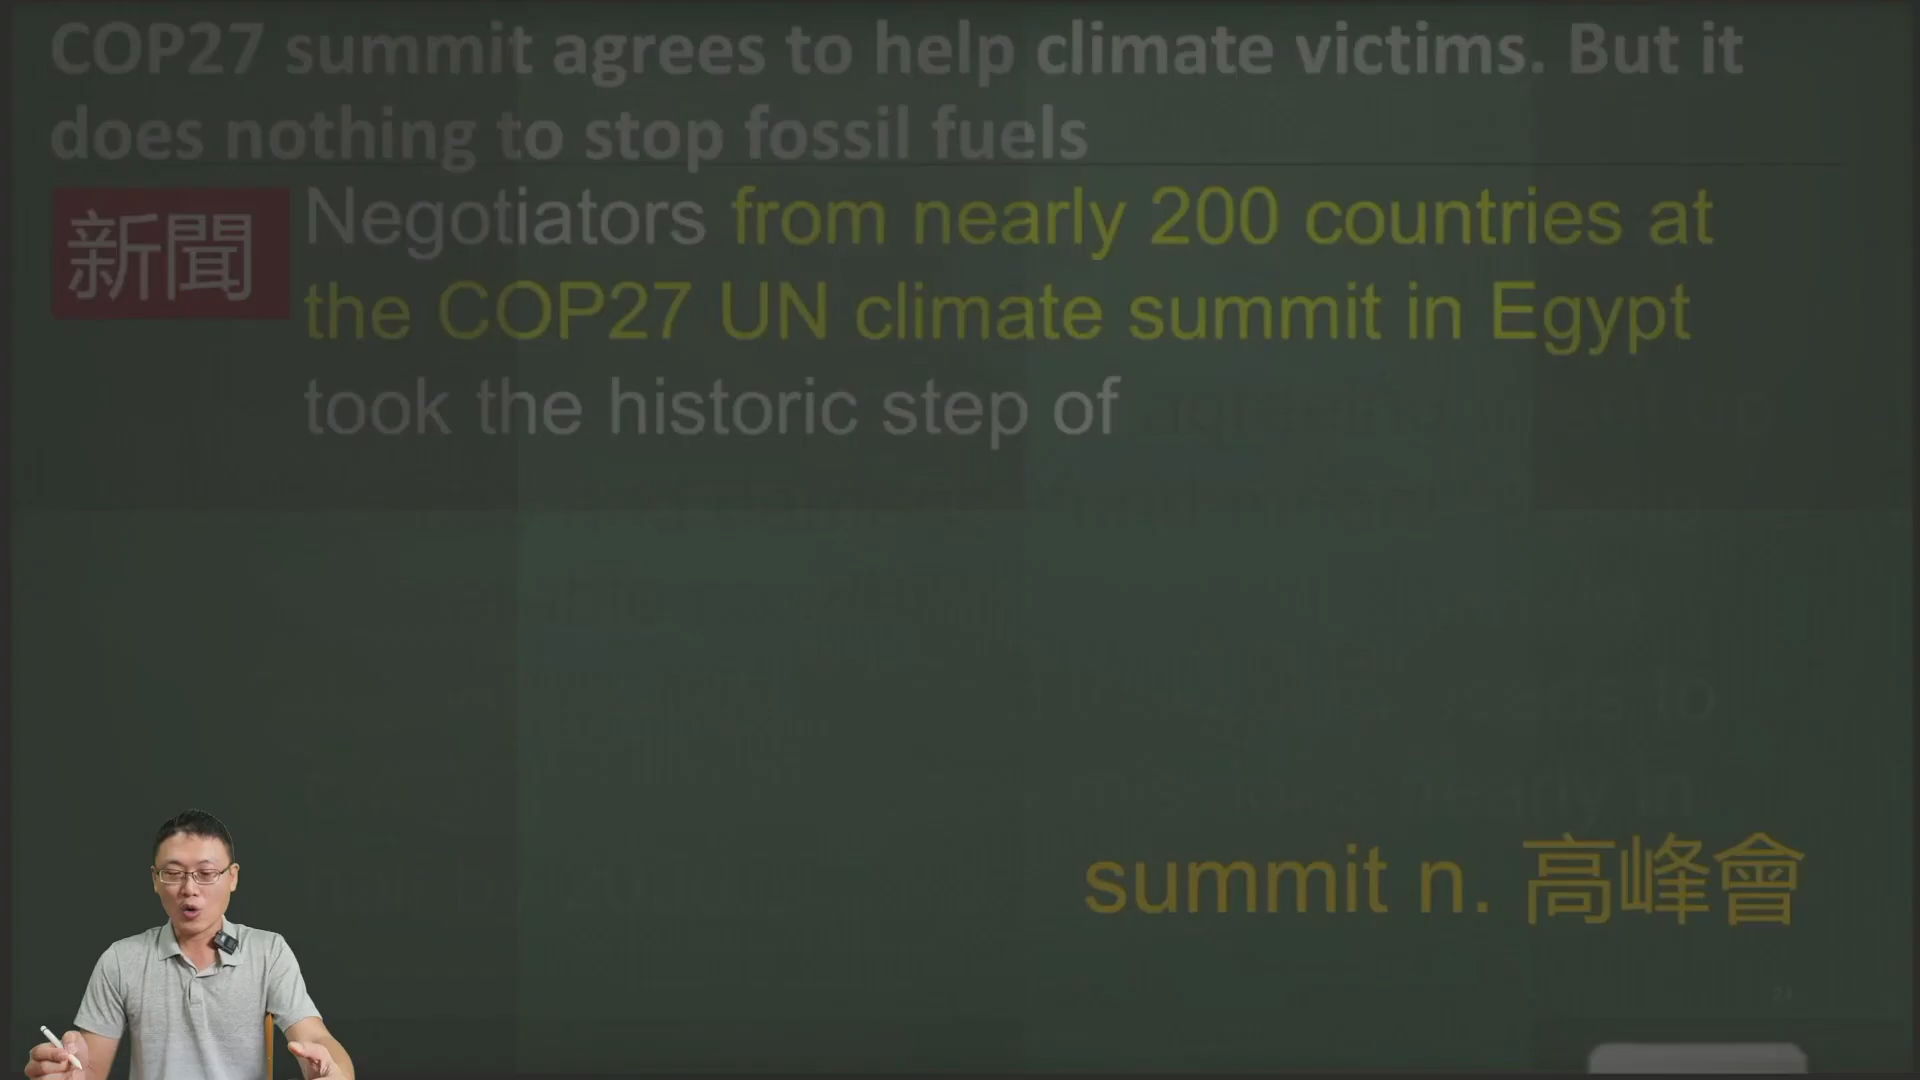 COP27 summit agrees to help climate victims. But it
does nothing to stop fossil fuels
新聞
Negotiators from nearly 200 countries at
the COP27 UN climate summit in Egypt
took the historic step of
summit n. 高峰會